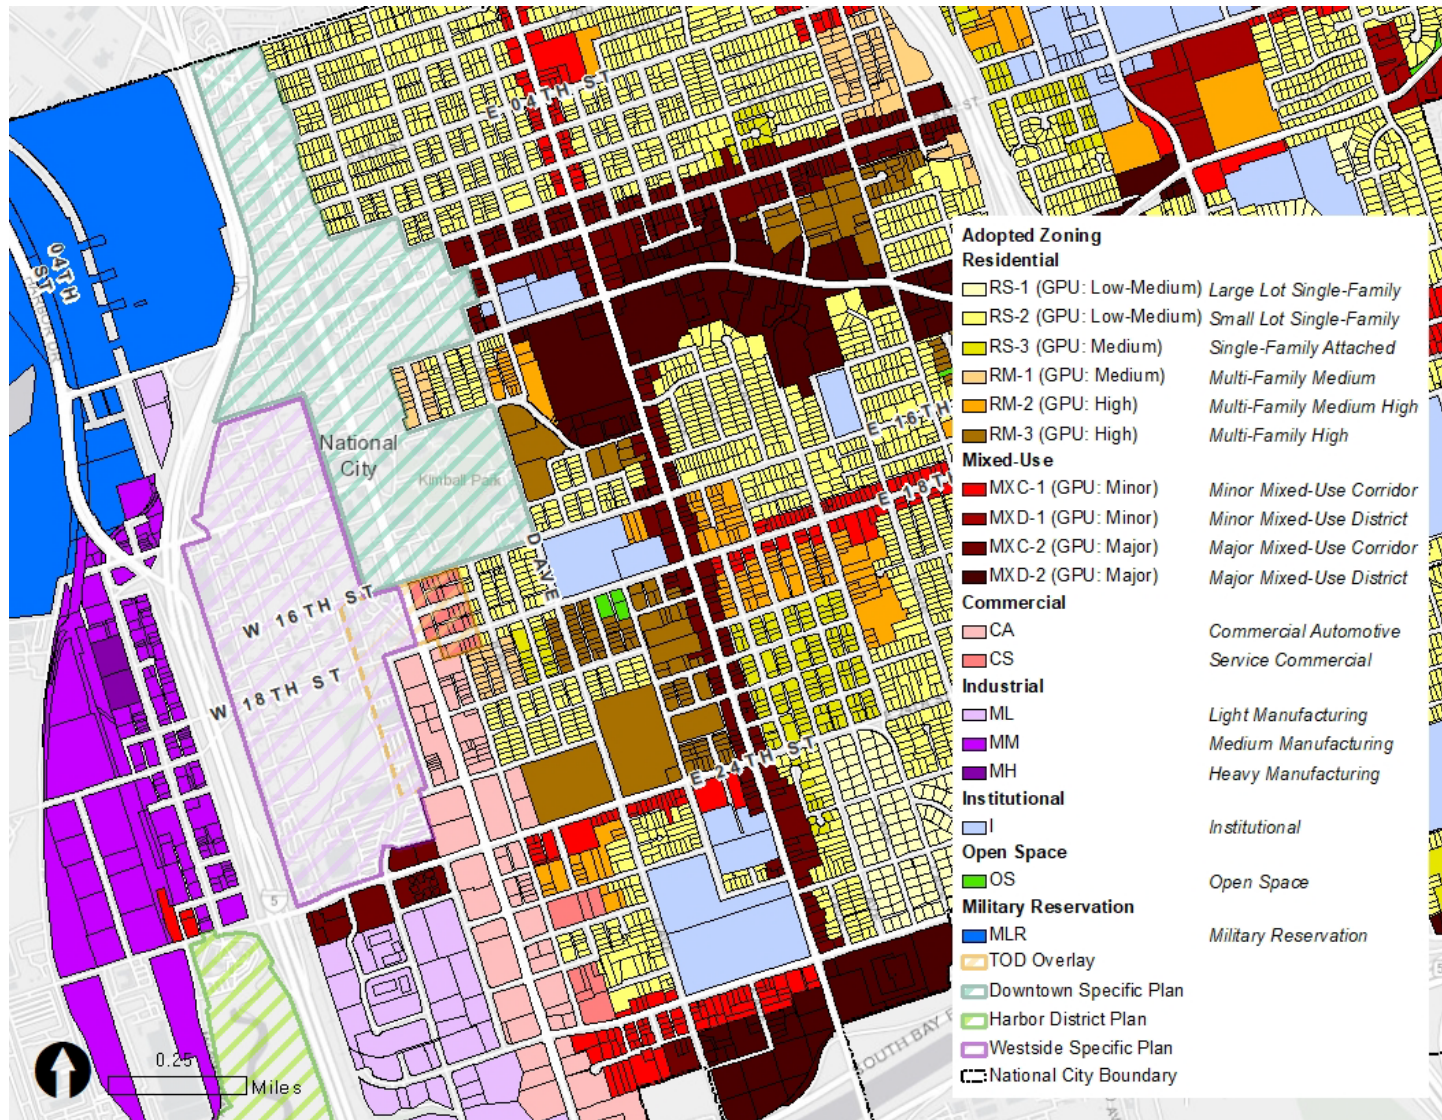 E 04TH ST
04TH
ST
HARBOR DR
5
National
City
Kimball Park
E 16TH
E 18T
D AVE
W 16TH ST
W 18TH ST
E 24TH ST
5
SOUTH BAY
0.25
Miles
Adopted Zoning
Residential
RS-1 (GPU: Low-Medium) Large Lot Single-Family
RS-2 (GPU: Low-Medium) Small Lot Single-Family
RS-3 (GPU: Medium) Single-Family Attached
RM-1 (GPU: Medium) Multi-Family Medium
RM-2 (GPU: High) Multi-Family Medium High
RM-3 (GPU: High) Multi-Family High
Mixed-Use
MXC-1 (GPU: Minor) Minor Mixed-Use Corridor
MXD-1 (GPU: Minor) Minor Mixed-Use District
MXC-2 (GPU: Major) Major Mixed-Use Corridor
MXD-2 (GPU: Major) Major Mixed-Use District
Commercial
CA Commercial Automotive
CS Service Commercial
Industrial
ML Light Manufacturing
MM Medium Manufacturing
MH Heavy Manufacturing
Institutional
I Institutional
Open Space
OS Open Space
Military Reservation
MLR Military Reservation
TOD Overlay
Downtown Specific Plan
Harbor District Plan
Westside Specific Plan
National City Boundary